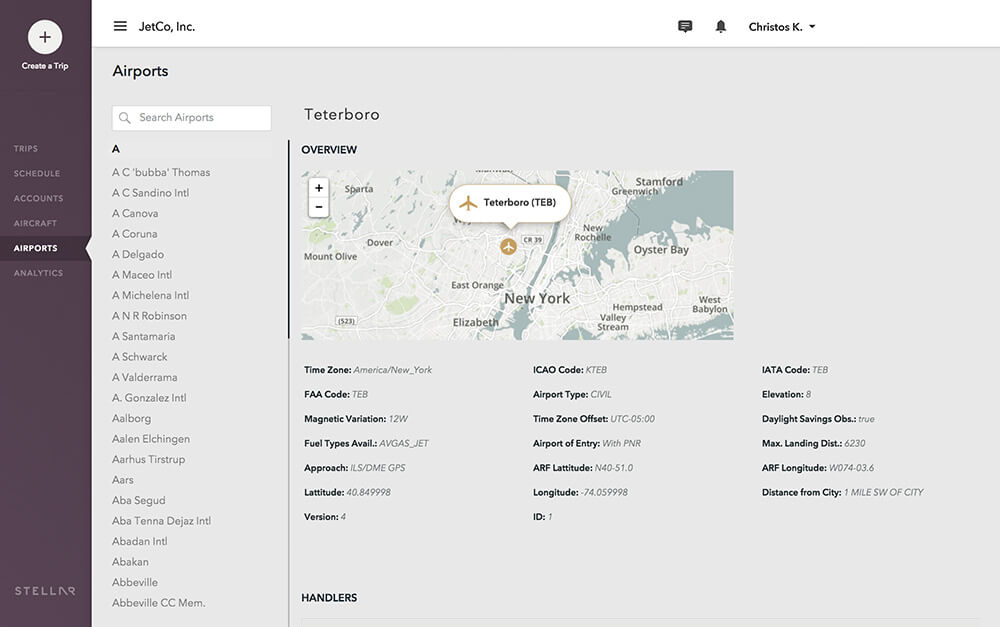 +
Create a Trip
TRIPS
SCHEDULE
ACCOUNTS
AIRCRAFT
AIRPORTS
ANALYTICS
STELLAR
JetCo, Inc.
Christos K.
Airports
Search Airports
A
A C 'bubba' Thomas
A C Sandino Intl
A Canova
A Coruna
A Delgado
A Maceo Intl
A Michelena Intl
A N R Robinson
A Santamaria
A Schwarck
A Valderrama
A. Gonzalez Intl
Aalborg
Aalen Elchingen
Aarhus Tirstrup
Aars
Aba Segud
Aba Tenna Dejaz Intl
Abadan Intl
Abakan
Abbeville
Abbeville CC Mem.
Teterboro
OVERVIEW
+
−
Sparta
Stamford
Greenwich
Teterboro (TEB)
CR 39
New
Rochelle
Dover
Mount Olive
Oyster Bay
East Orange
New York
Hempstead
West
Babylon
Valley
Stream
(523)
Elizabeth
Time Zone: America/New_York ICAO Code: KTEB IATA Code: TEB
FAA Code: TEB Airport Type: CIVIL Elevation: 8
Magnetic Variation: 12W Time Zone Offset: UTC-05:00 Daylight Savings Obs.: true
Fuel Types Avail.: AVGAS_JET Airport of Entry: With PNR Max. Landing Dist.: 6230
Approach: ILS/DME GPS ARF Lattitude: N40-51.0 ARF Longitude: W074-03.6
Lattitude: 40.849998 Longitude: -74.059998 Distance from City: 1 MILE SW OF CITY
Version: 4 ID: 1
HANDLERS